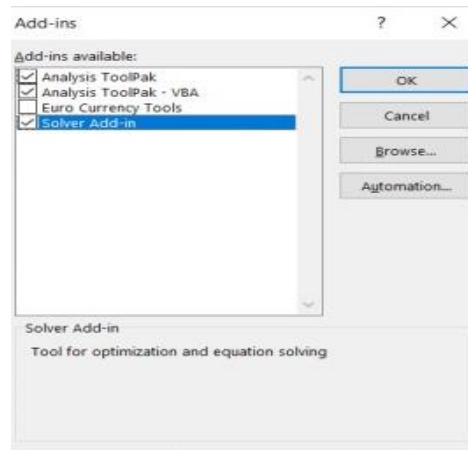 Add-ins ? ×
Add-ins available:
Analysis ToolPak
Analysis ToolPak - VBA
Euro Currency Tools
Solver Add-in
OK
Cancel
Browse...
Automation...
Solver Add-in
Tool for optimization and equation solving